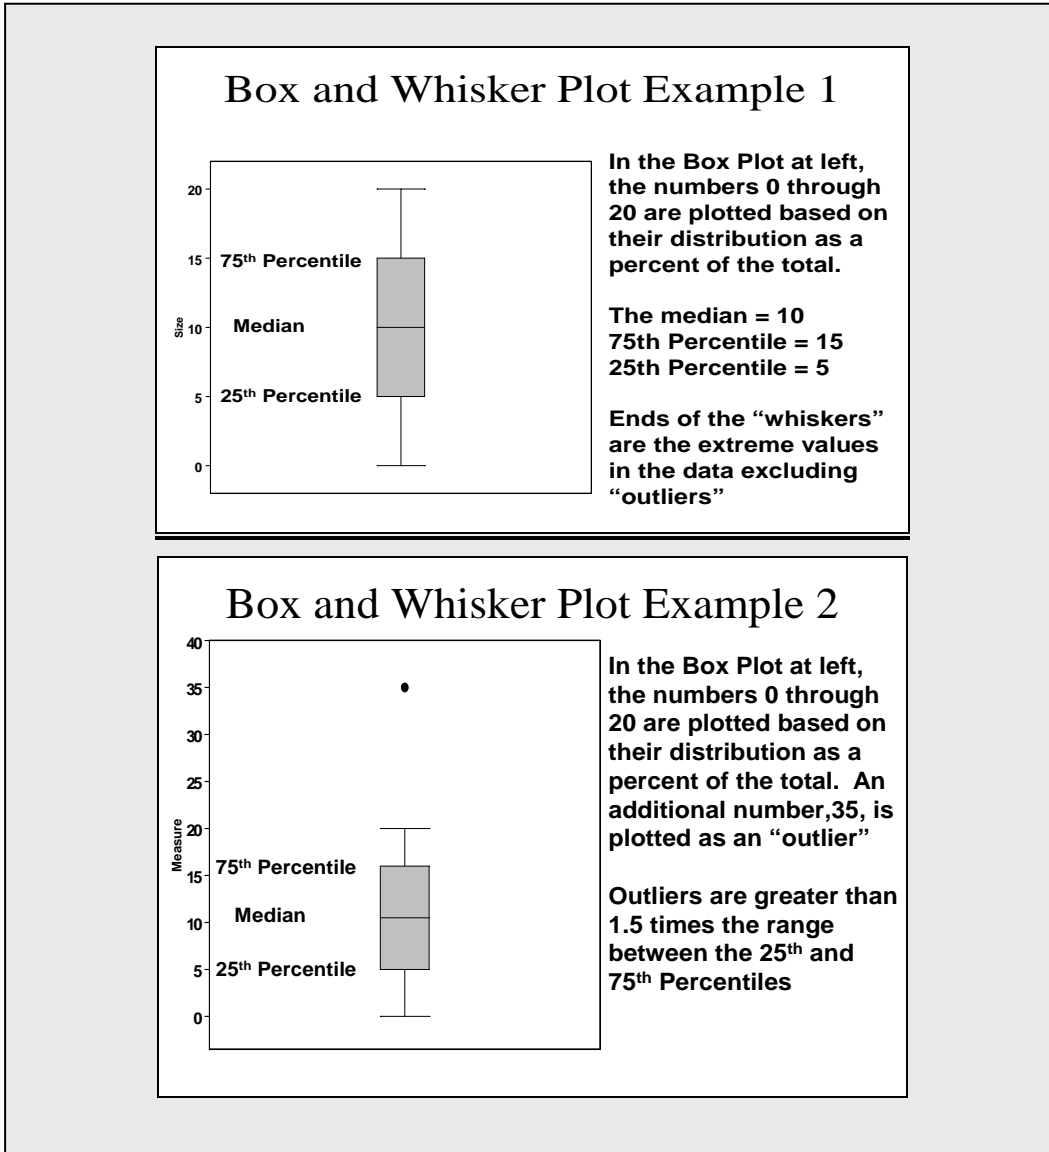 Box and Whisker Plot Example 1
20
15
10
5
0
Size
75th Percentile
Median
25th Percentile
In the Box Plot at left,
the numbers 0 through
20 are plotted based on
their distribution as a
percent of the total.
The median = 10
75th Percentile = 15
25th Percentile = 5
Ends of the “whiskers”
are the extreme values
in the data excluding
“outliers”
Box and Whisker Plot Example 2
40
35
30
25
20
15
10
5
0
Measure
75th Percentile
Median
25th Percentile
In the Box Plot at left,
the numbers 0 through
20 are plotted based on
their distribution as a
percent of the total.  An
additional number,35, is
plotted as an “outlier”
Outliers are greater than
1.5 times the range
between the 25th and
75th Percentiles